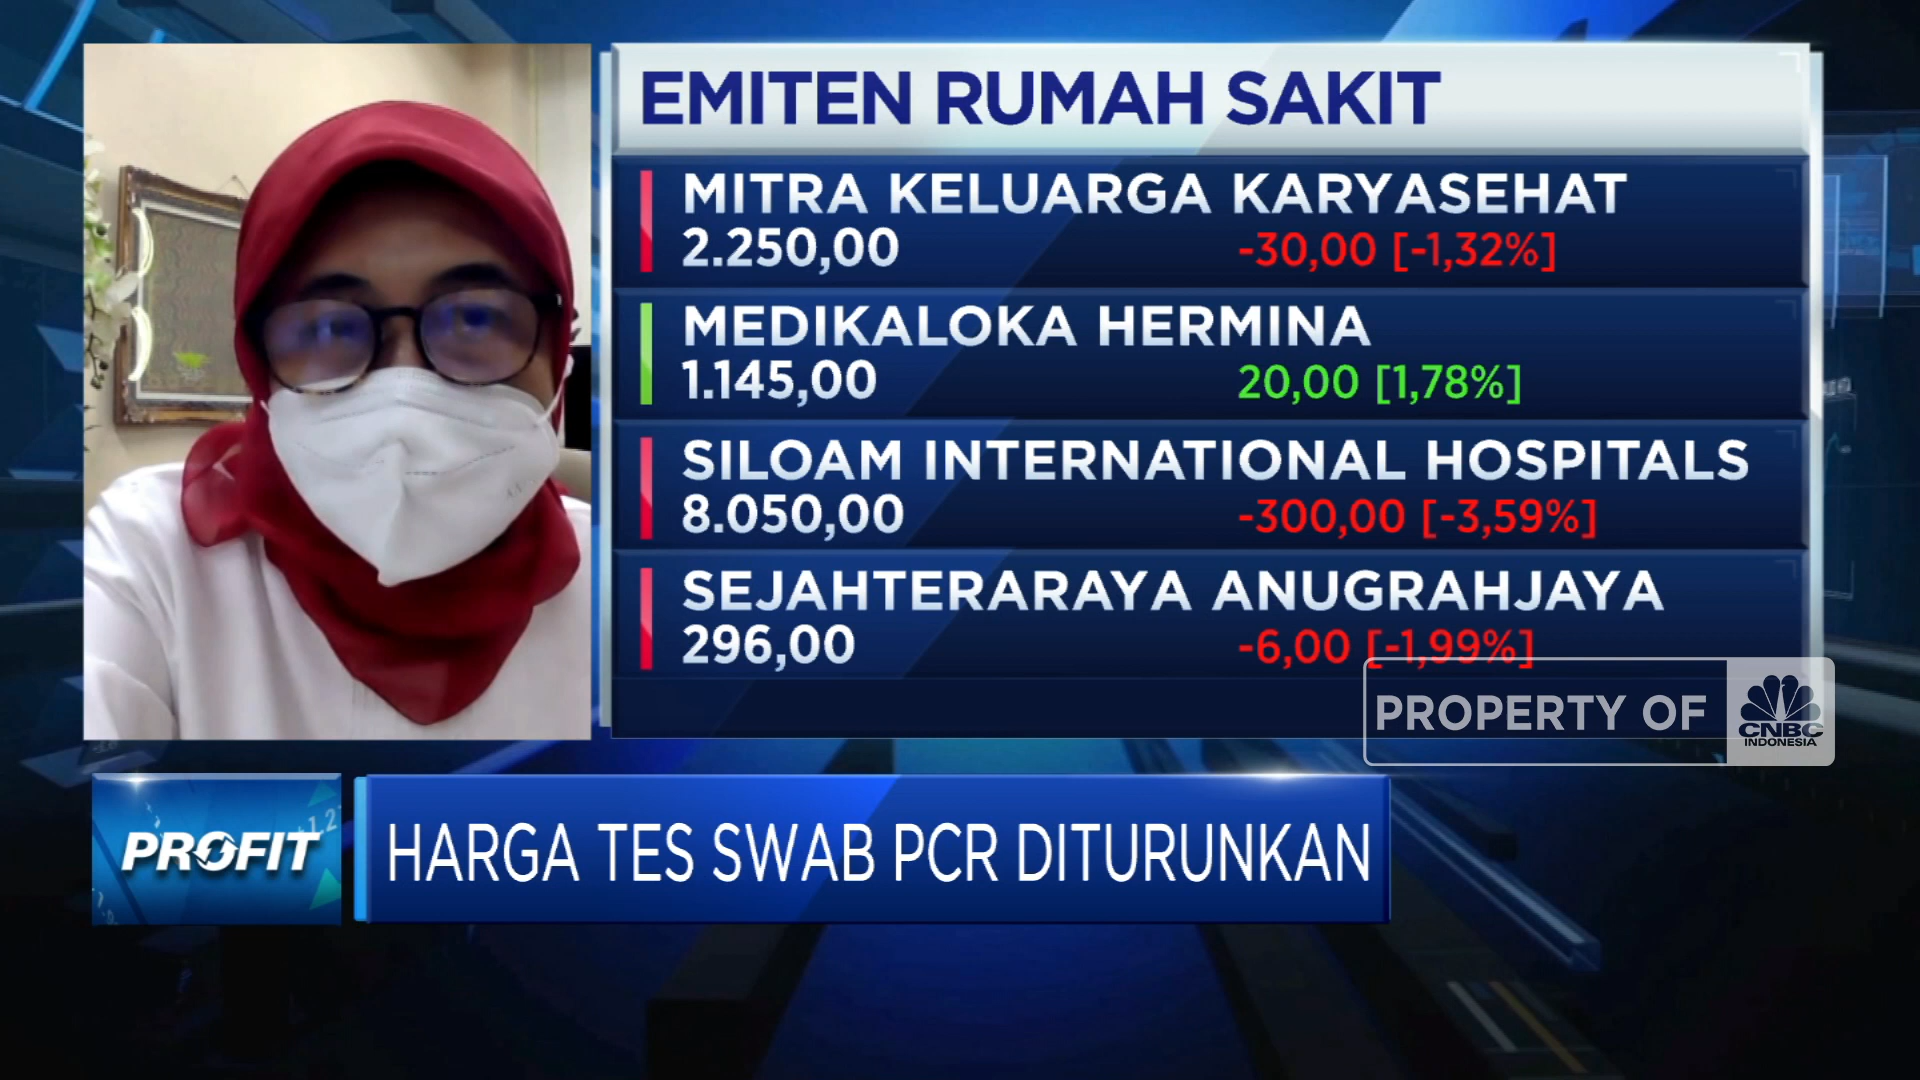 EMITEN RUMAH SAKIT
MITRA KELUARGA KARYASEHAT
2.250,00 -30,00 [-1,32%]
MEDIKALOKA HERMINA
1.145,00 20,00 [1,78%]
SILOAM INTERNATIONAL HOSPITALS
8.050,00 -300,00 [-3,59%]
SEJAHTERARAYA ANUGRAHJAYA
296,00 -6,00 [-1,99%]
PROPERTY OF CNBC INDONESIA
PROFIT
HARGA TES SWAB PCR DITURUNKAN